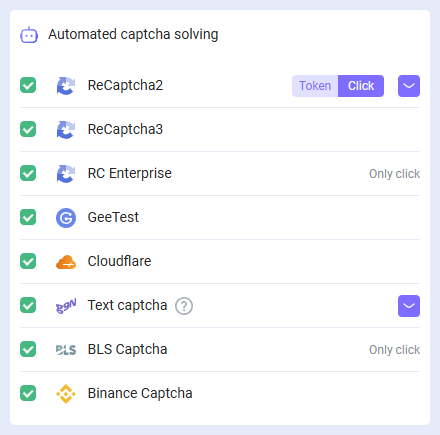 Automated captcha solving
ReCaptcha2 Token Click
ReCaptcha3
RC Enterprise Only click
GeeTest
Cloudflare
Text captcha ?
BLS BLS Captcha Only click
Binance Captcha